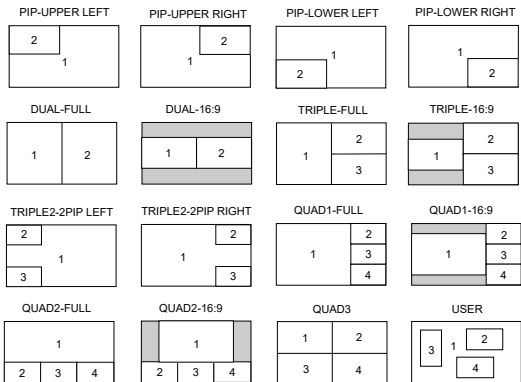 PIP-UPPER LEFT PIP-UPPER RIGHT PIP-LOWER LEFT PIP-LOWER RIGHT
2 2
1 1 1 1
2 2
DUAL-FULL DUAL-16:9 TRIPLE-FULL TRIPLE-16:9
2 2
1 2 1 2 1 1
3 3
TRIPLE2-2PIP LEFT TRIPLE2-2PIP RIGHT QUAD1-FULL QUAD1-16:9
2 2 2 2
1 1 1 3 1 3
3 3 4 4
QUAD2-FULL QUAD2-16:9 QUAD3 USER
1 1 1 2 3 1 2
2 3 4 2 3 4 3 4 4